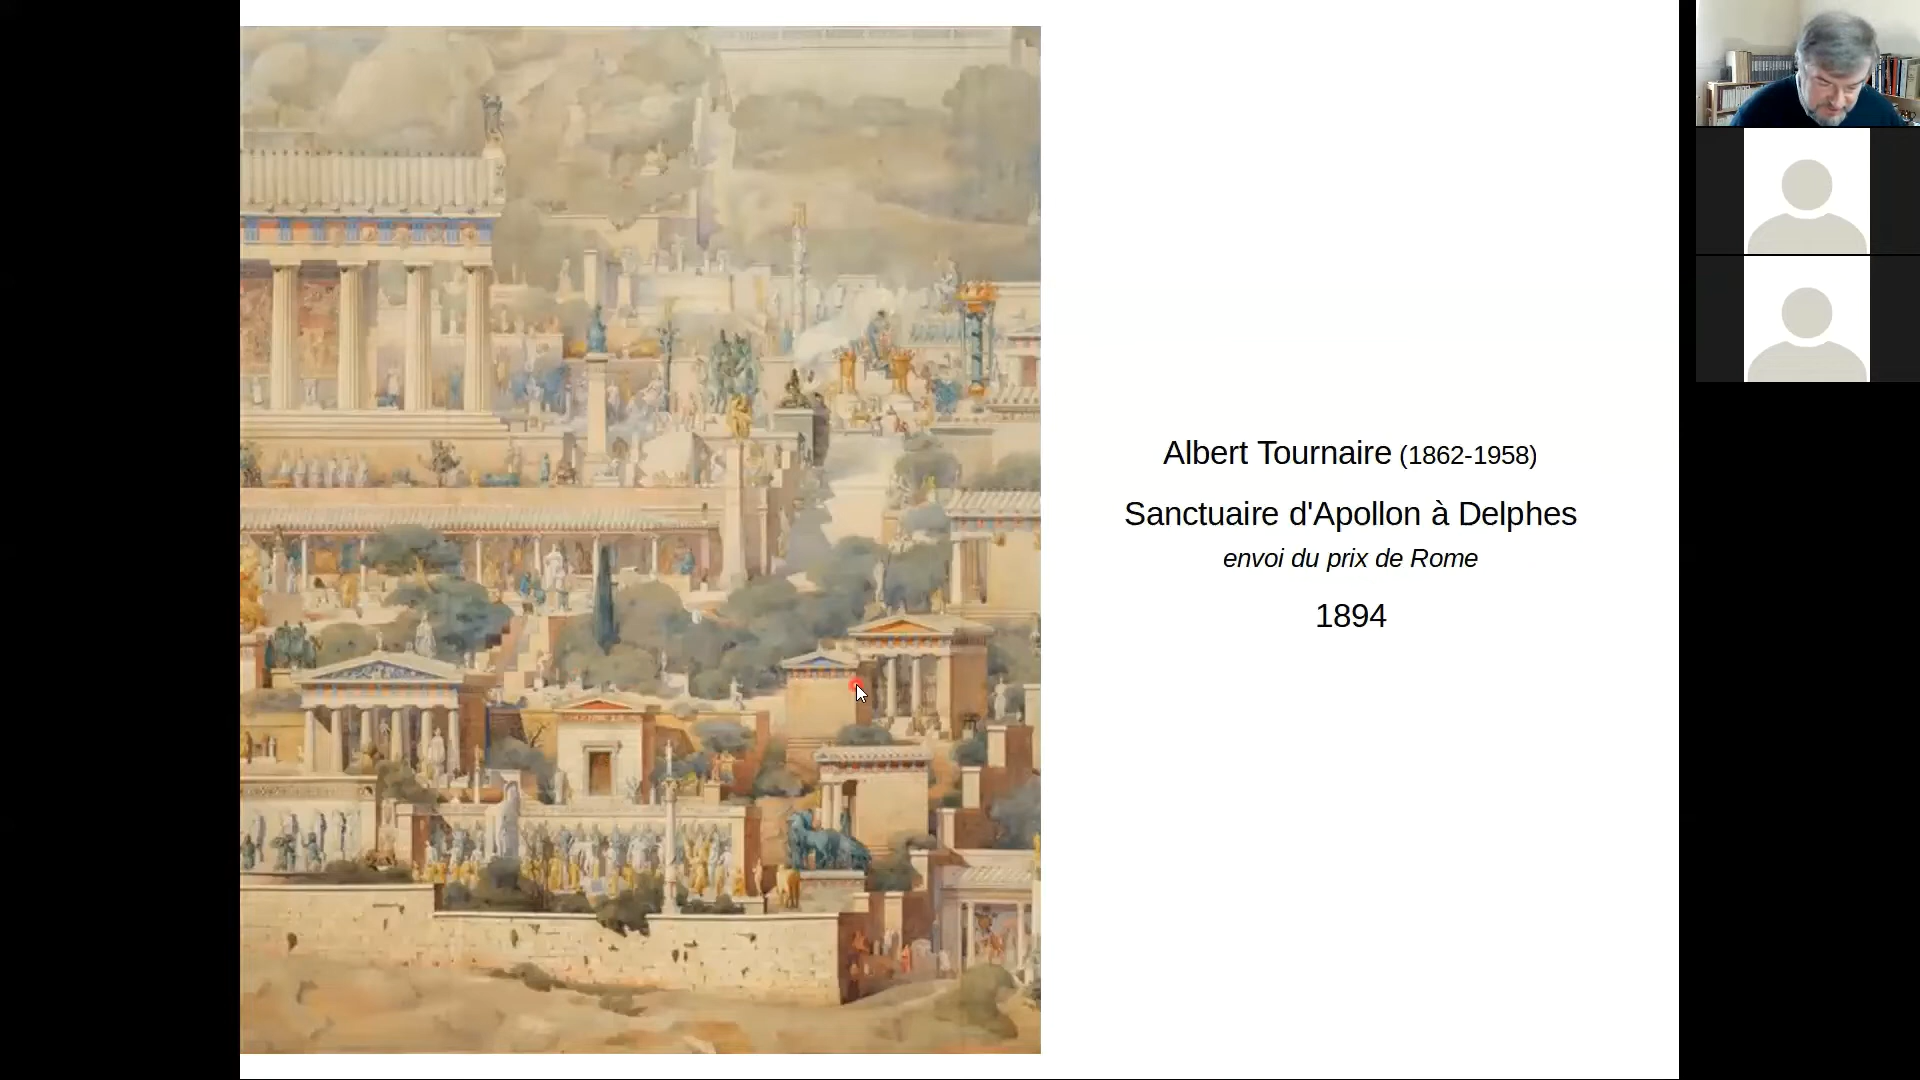 Albert Tournaire (1862-1958)
Sanctuaire d'Apollon à Delphes
envoi du prix de Rome
1894